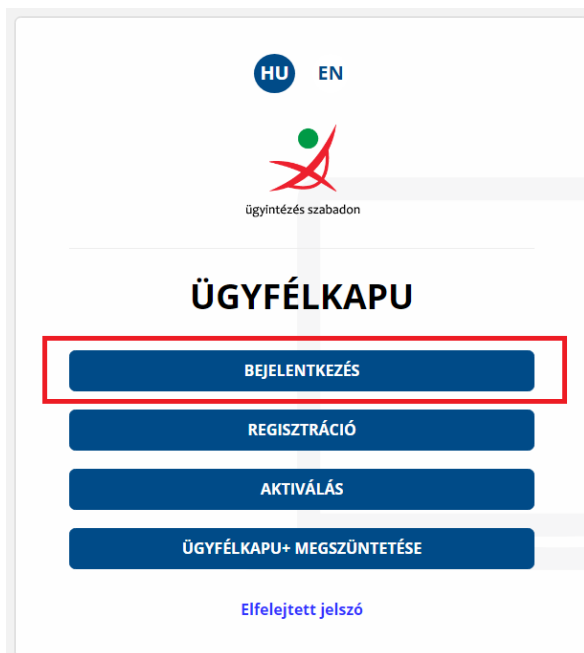 HU EN
ügyintézés szabadon
ÜGYFÉLKAPU
BEJELENTKEZÉS
REGISZTRÁCIÓ
AKTIVÁLÁS
ÜGYFÉLKAPU+ MEGSZÜNTETÉSE
Elfelejtett jelszó